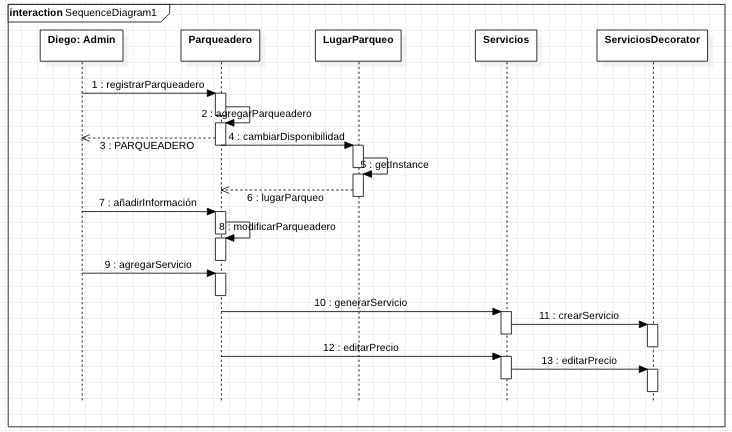 interaction SequenceDiagram1
Diego: Admin
Parqueadero
LugarParqueo
Servicios
ServiciosDecorator
1 : registrarParqueadero
2 : agregarParqueadero
3 : PARQUEADERO
4 : cambiarDisponibilidad
5 : getInstance
6 : lugarParqueo
7 : añadirInformación
8 : modificarParqueadero
9 : agregarServicio
10 : generarServicio
11 : crearServicio
12 : editarPrecio
13 : editarPrecio